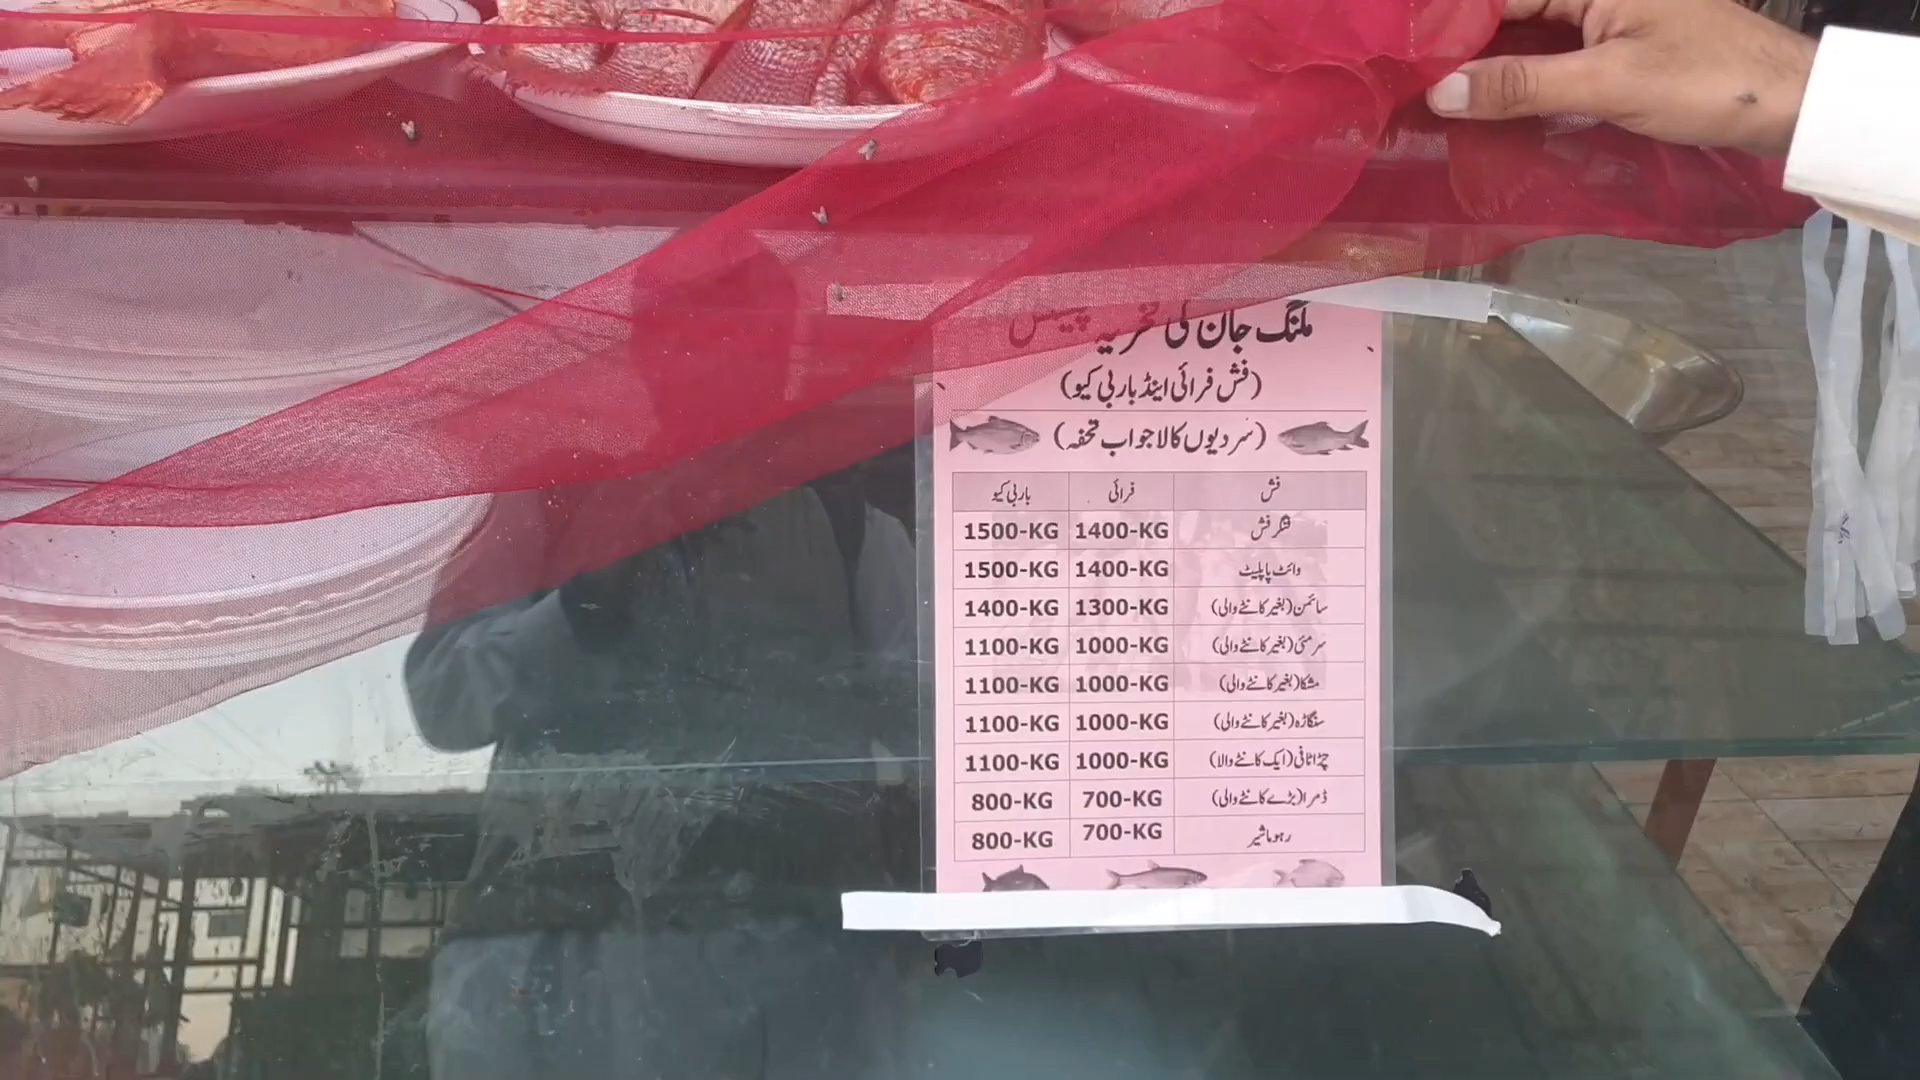 ملنگ جان کی فخریہ پیشکش
(فش فرائی اینڈ باربی کیو)
(سردیوں کا لاجواب تحفہ)
فش فرائی باربی کیو
فنگر فش 1400-KG 1500-KG
وائٹ پاپلیٹ 1400-KG 1500-KG
سائمن (بغیر کانٹے والی) 1300-KG 1400-KG
سرمئی (بغیر کانٹے والی) 1000-KG 1100-KG
مشکا (بغیر کانٹے والی) 1000-KG 1100-KG
سنگاڑہ (بغیر کانٹے والی) 1000-KG 1100-KG
چڑاٹافی (ایک کانٹے والا) 1000-KG 1100-KG
ڈمرا (بڑے کانٹے والی) 700-KG 800-KG
رہو ماشیر 700-KG 800-KG